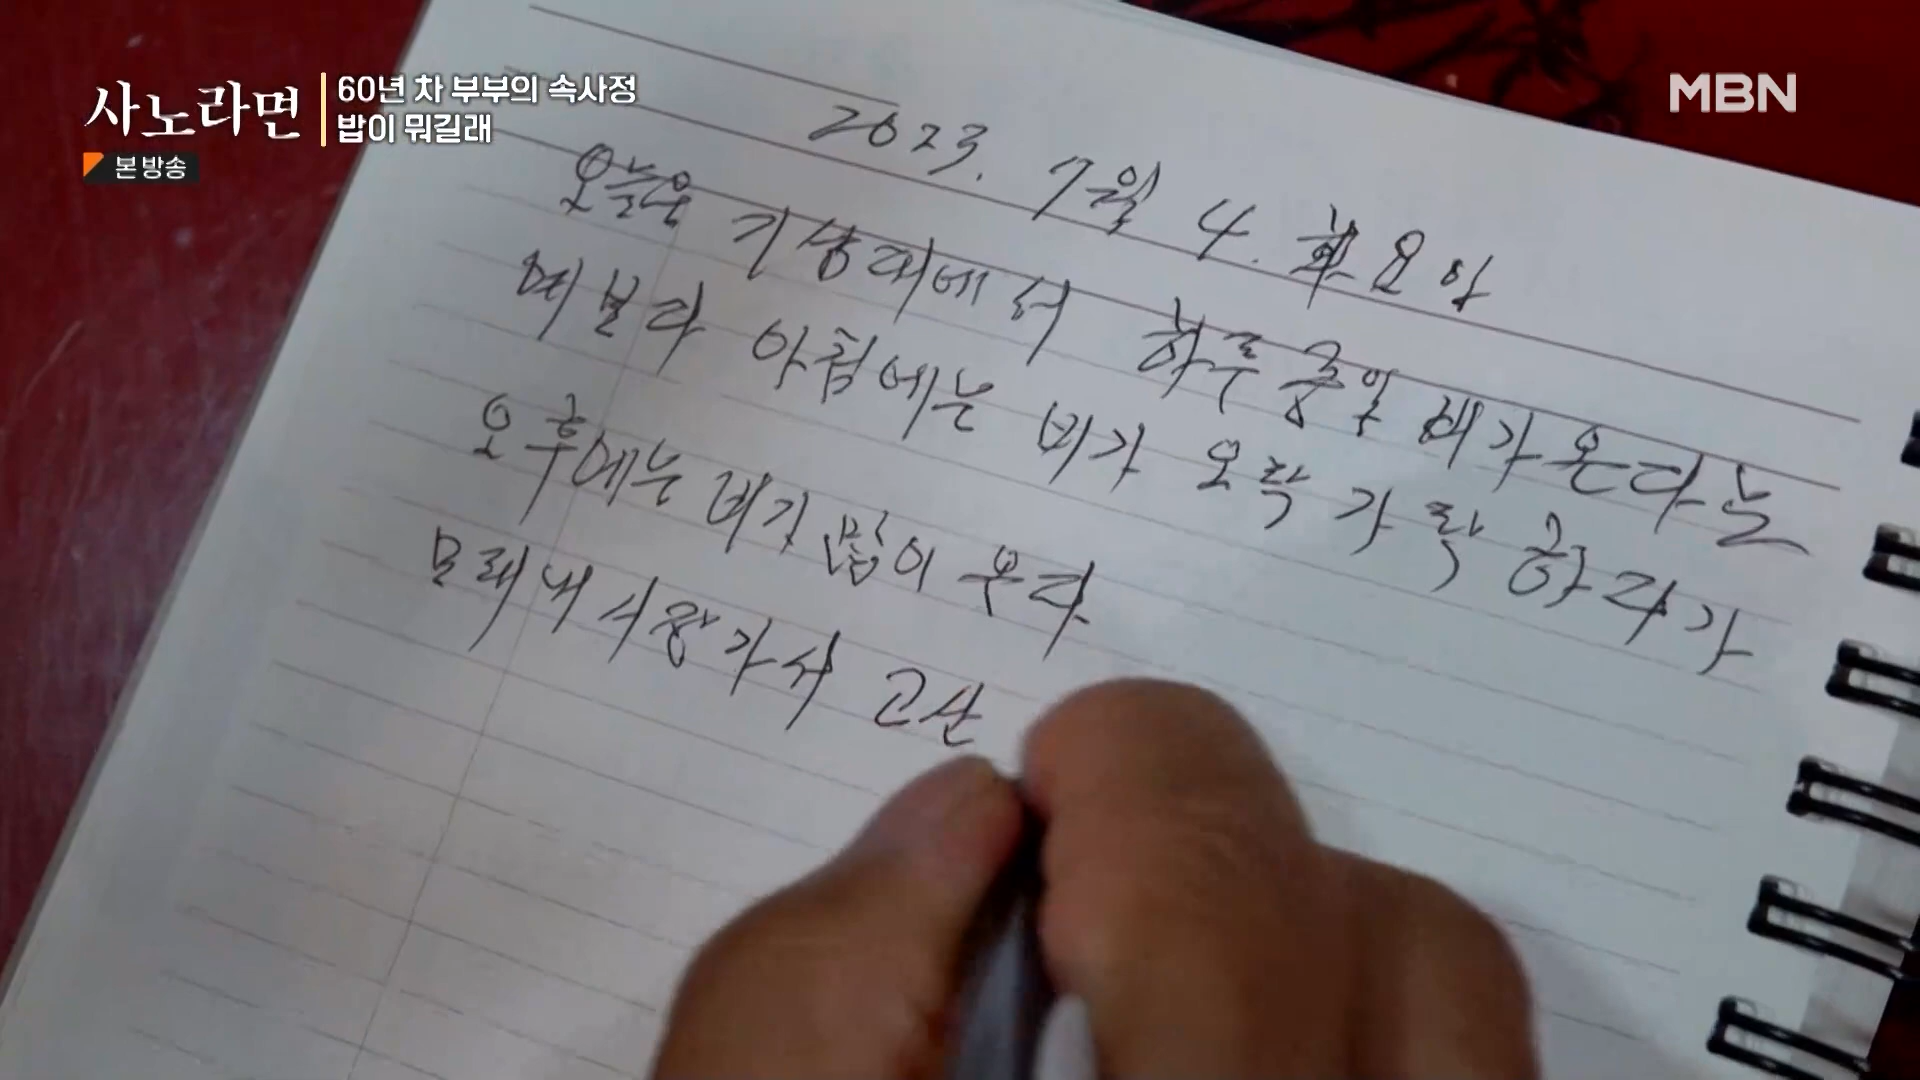 사노라면
60년 차 부부의 속사정
밥이 뭐길래
본방송
MBN
2023. 7월 4. 화요일
오늘은 기상대에서 하루종일 비가 온다는
예보다 아침에는 비가 오락가락 하다가
오후에는 비가 많이 온다
모래내 시장가서 고산